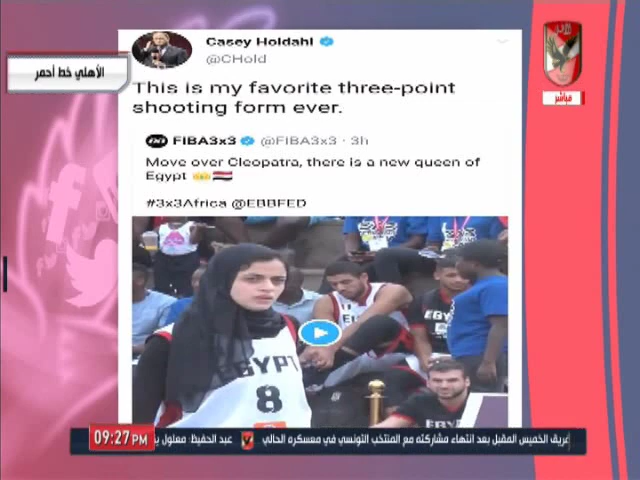 Casey Holdahl
@CHold
الأهلي خط أحمر
This is my favorite three-point
shooting form ever.
مباشر
FIBA3x3 @FIBA3x3 · 3h
Move over Cleopatra, there is a new queen of
Egypt
#3x3Africa @EBBFED
EGYPT
8
EGYPT
09:27 PM
عريق الخميس المقبل بعد انتهاء مشاركته مع المنتخب التونسي في معسكره الحالي
عبد الحفيظ: معلول